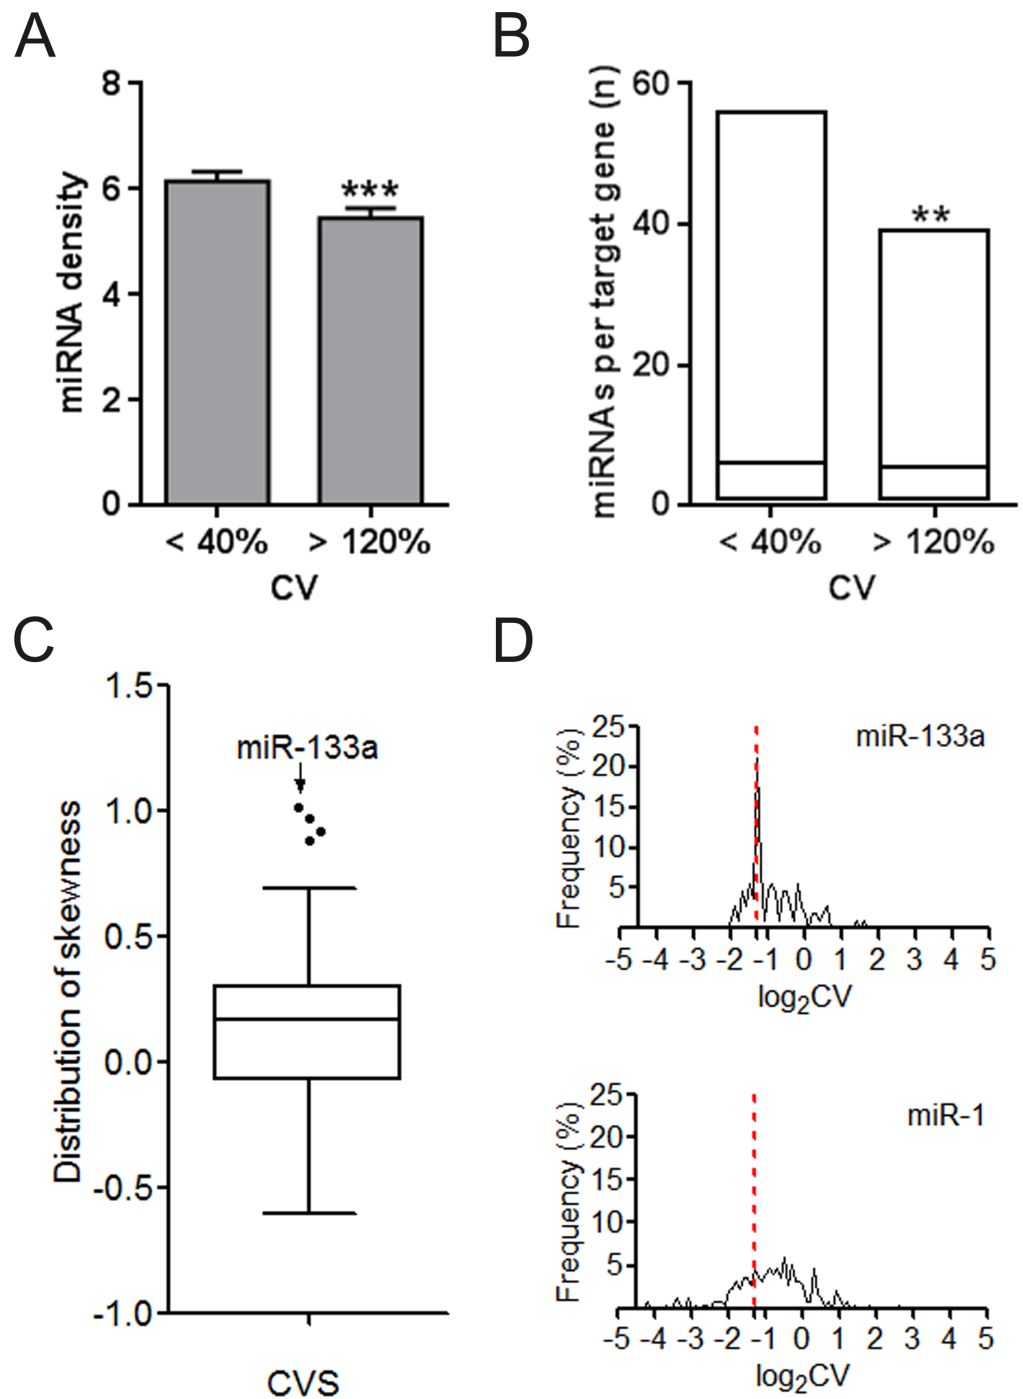 A
miRNA density
8
6
4
2
0
***
< 40%
> 120%
CV
B
miRNAs per target gene (n)
60
40
20
0
**
< 40%
> 120%
CV
C
Distribution of skewness
1.5
1.0
0.5
0.0
-0.5
-1.0
miR-133a
CVS
D
Frequency (%)
25
20
15
10
5
miR-133a
-5 -4 -3 -2 -1 0 1 2 3 4 5
log₂CV
Frequency (%)
25
20
15
10
5
miR-1
-5 -4 -3 -2 -1 0 1 2 3 4 5
log₂CV